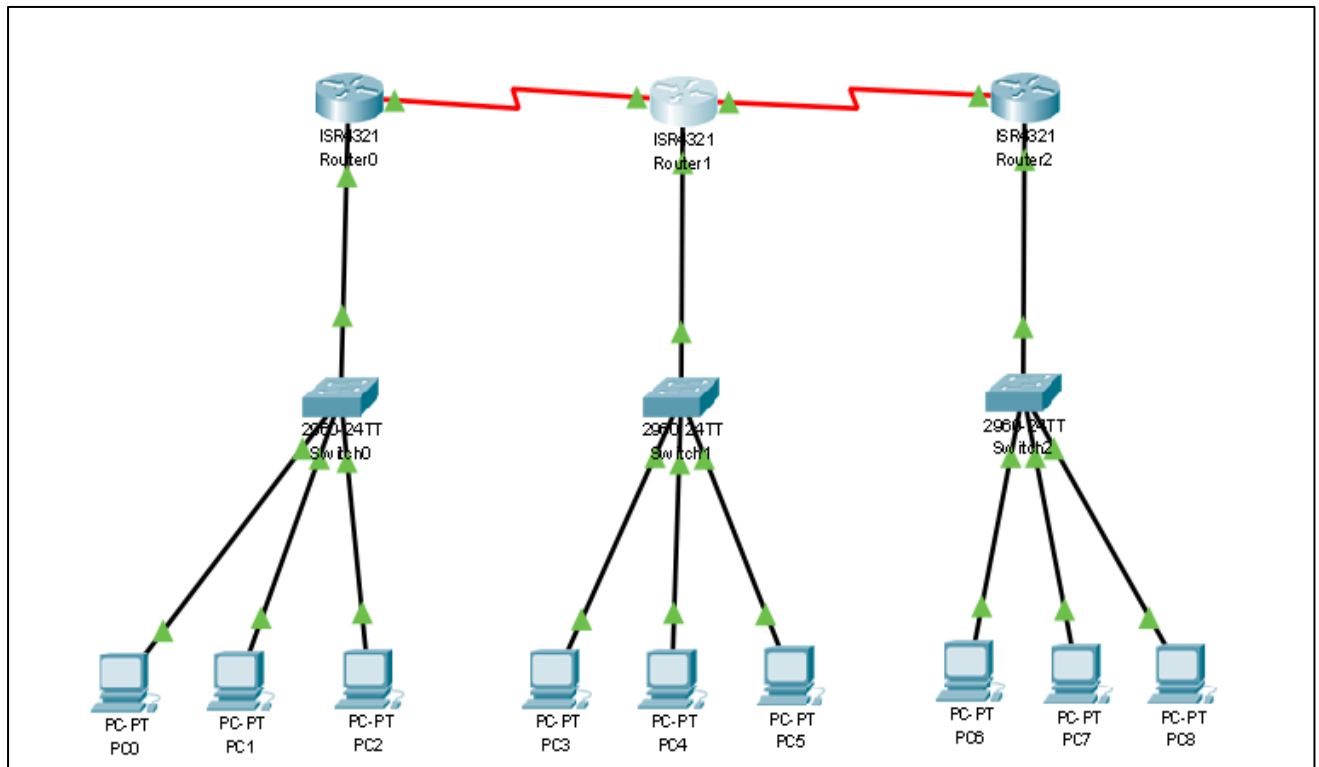 ISR4321
Router0
ISR4321
Router1
ISR4321
Router2
2960-24TT
Switch0
2960-24TT
Switch1
2960-24TT
Switch2
PC-PT
PC0
PC-PT
PC1
PC-PT
PC2
PC-PT
PC3
PC-PT
PC4
PC-PT
PC5
PC-PT
PC6
PC-PT
PC7
PC-PT
PC8